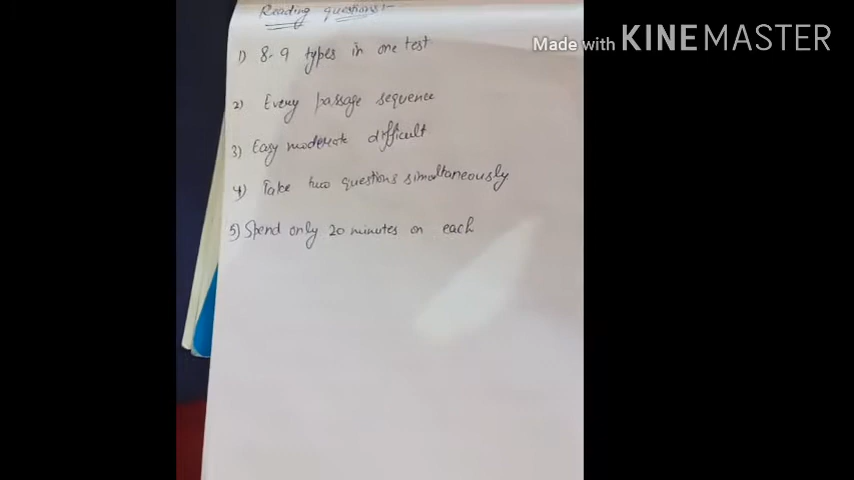 Reading questions:-
Made with KINEMASTER
1) 8-9 types in one test
2) Every passage sequence
3) Easy moderate difficult
4) Take two questions simultaneously
5) Spend only 20 minutes on each